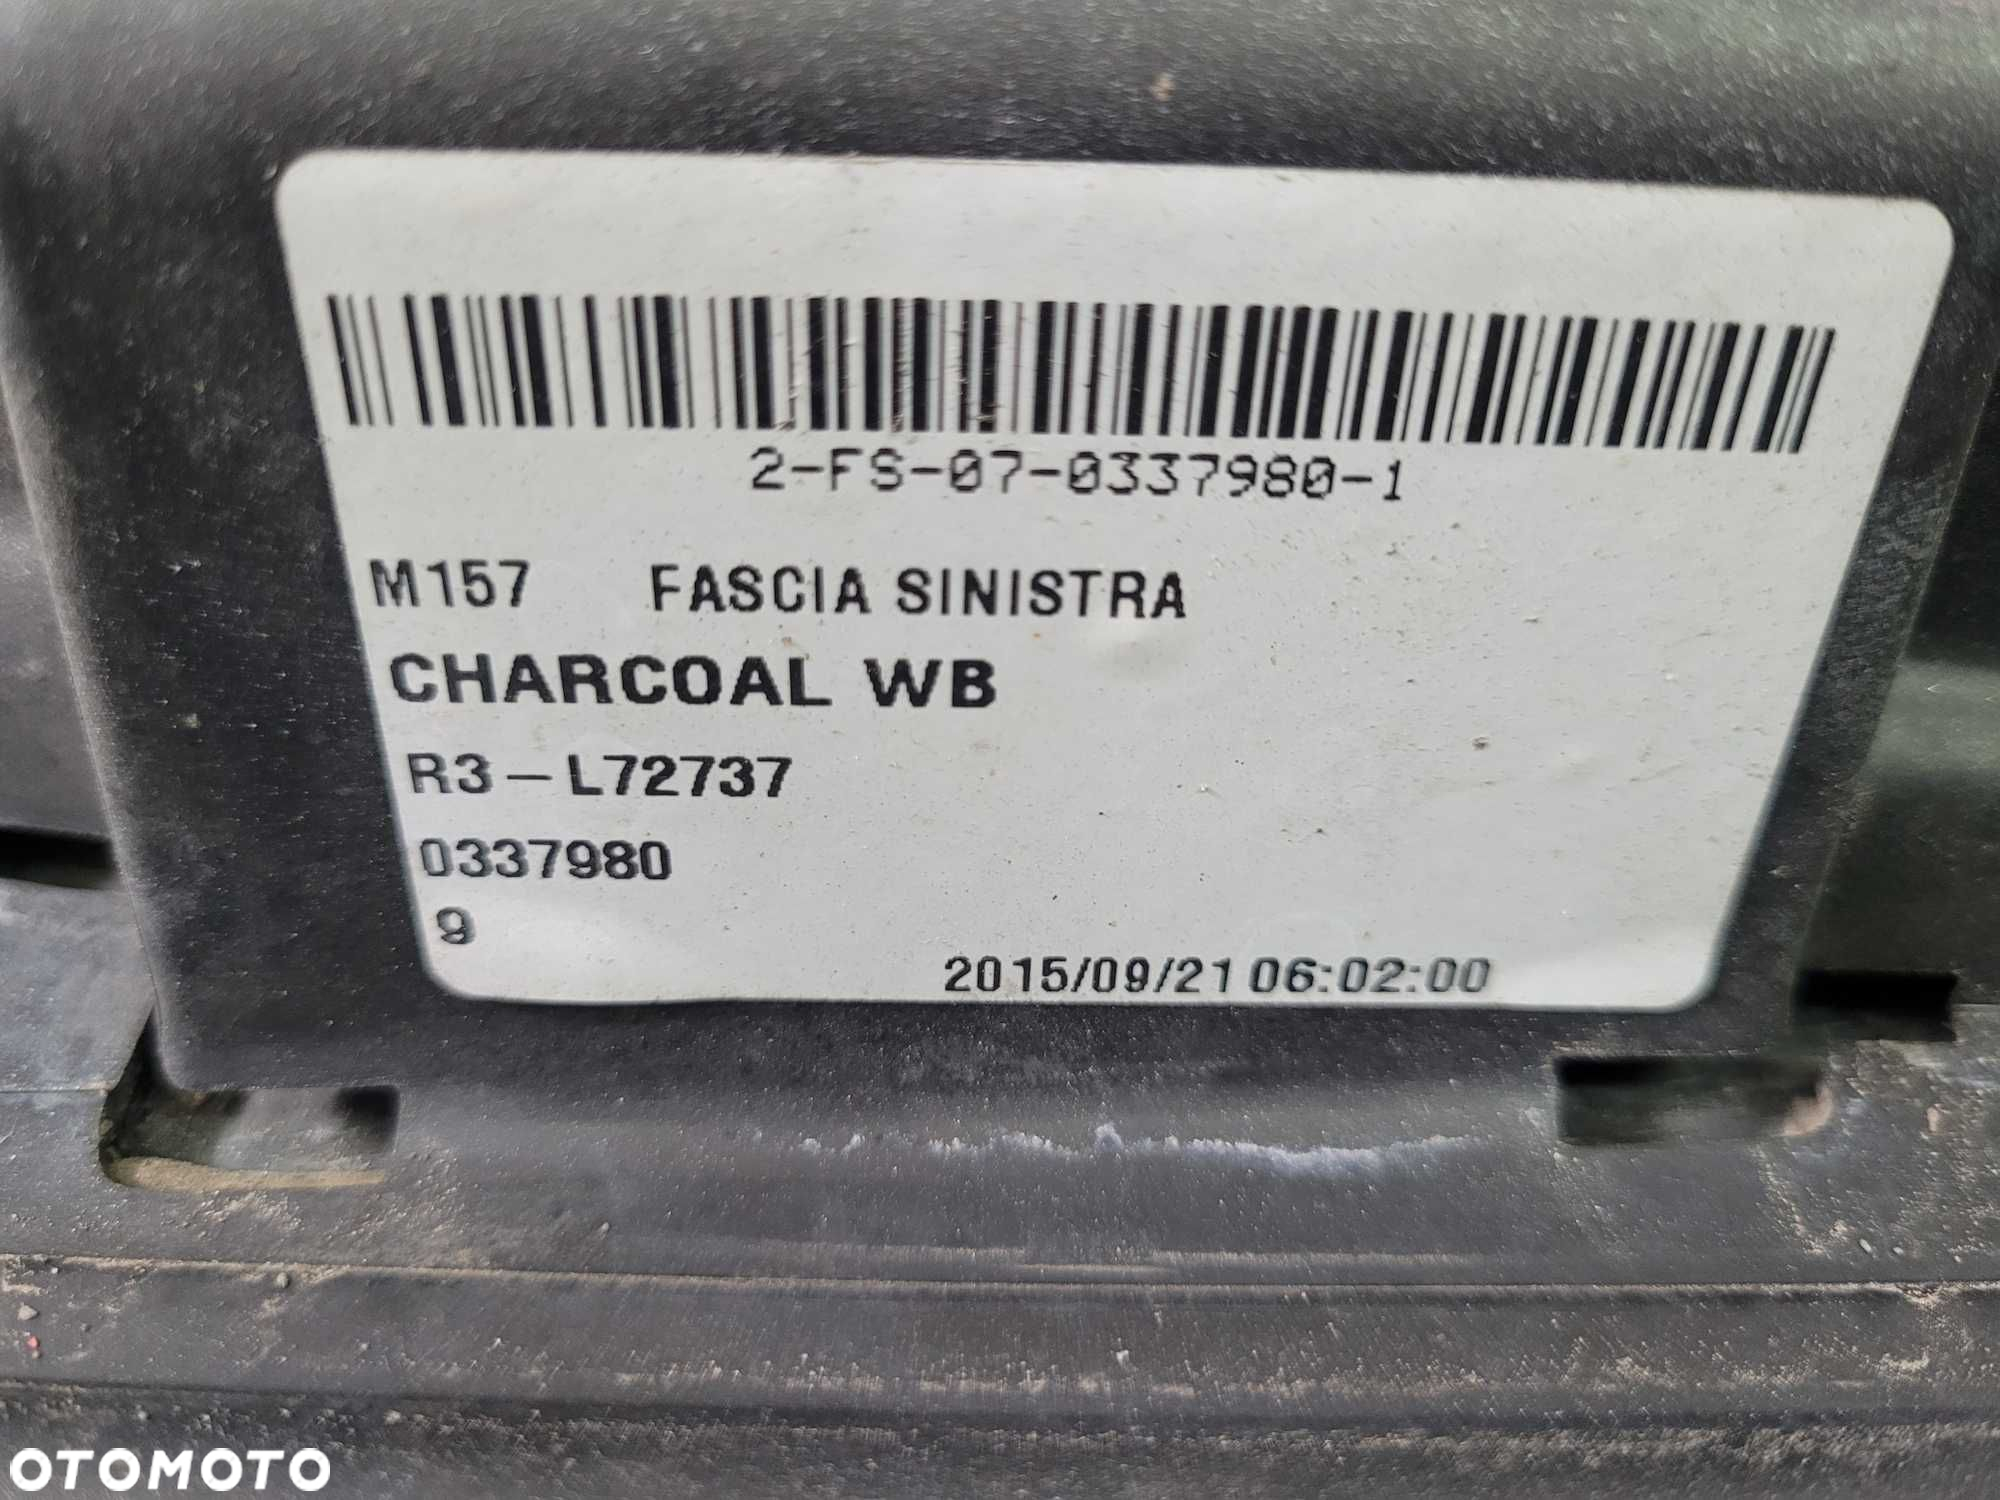 2-FS-07-0337980-1
M157 FASCIA SINISTRA
CHARCOAL WB
R3-L72737
0337980
9
2015/09/21 06:02:00
OTOMOTO